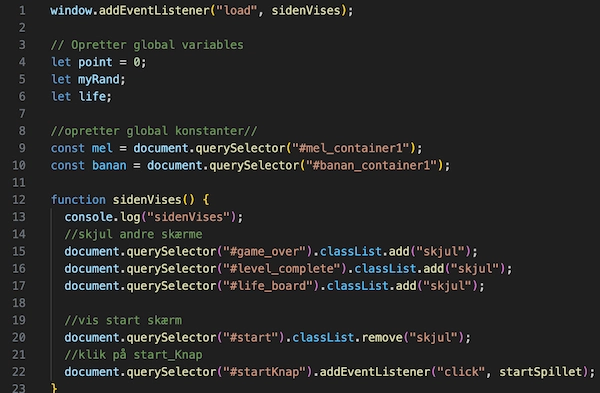 1 window.addEventListener("load", sidenVises);
2
3 // Opretter global variables
4 let point = 0;
5 let myRand;
6 let life;
7
8 //opretter global konstanter//
9 const mel = document.querySelector("#mel_container1");
10 const banan = document.querySelector("#banan_container1");
11
12 function sidenVises() {
13 console.log("sidenVises");
14 //skjul andre skærme
15 document.querySelector("#game_over").classList.add("skjul");
16 document.querySelector("#level_complete").classList.add("skjul");
17 document.querySelector("#life_board").classList.add("skjul");
18
19 //vis start skærm
20 document.querySelector("#start").classList.remove("skjul");
21 //klik på start_Knap
22 document.querySelector("#startKnap").addEventListener("click", startSpillet);
23 }